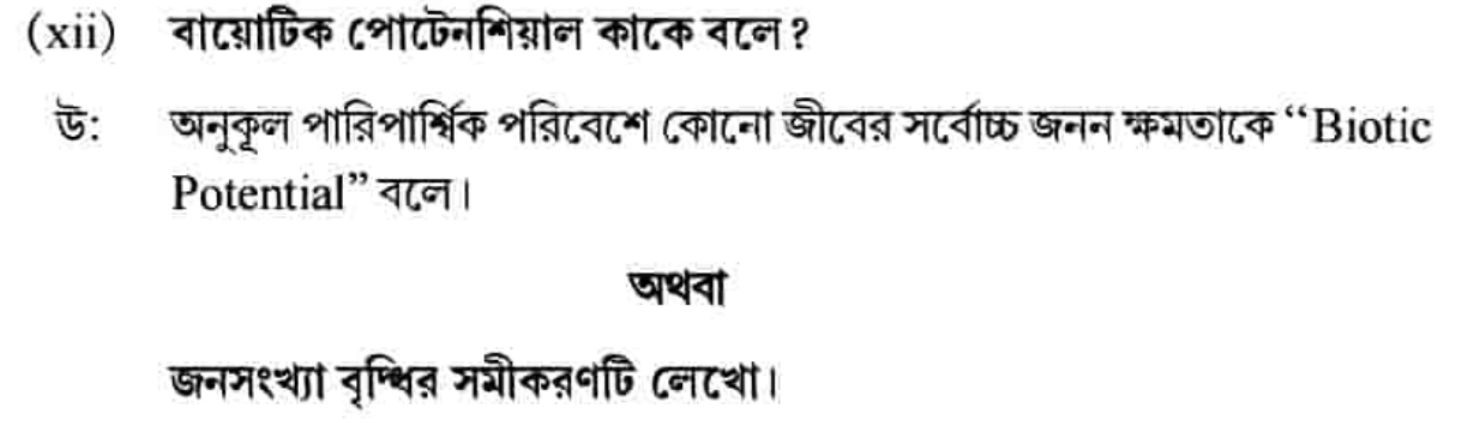 (xii) বায়োটিক পোটেনশিয়াল কাকে বলে?
উ: অনুকূল পারিপার্শ্বিক পরিবেশে কোনো জীবের সর্বোচ্চ জনন ক্ষমতাকে “Biotic
Potential” বলে।
অথবা
জনসংখ্যা বৃদ্ধির সমীকরণটি লেখো।